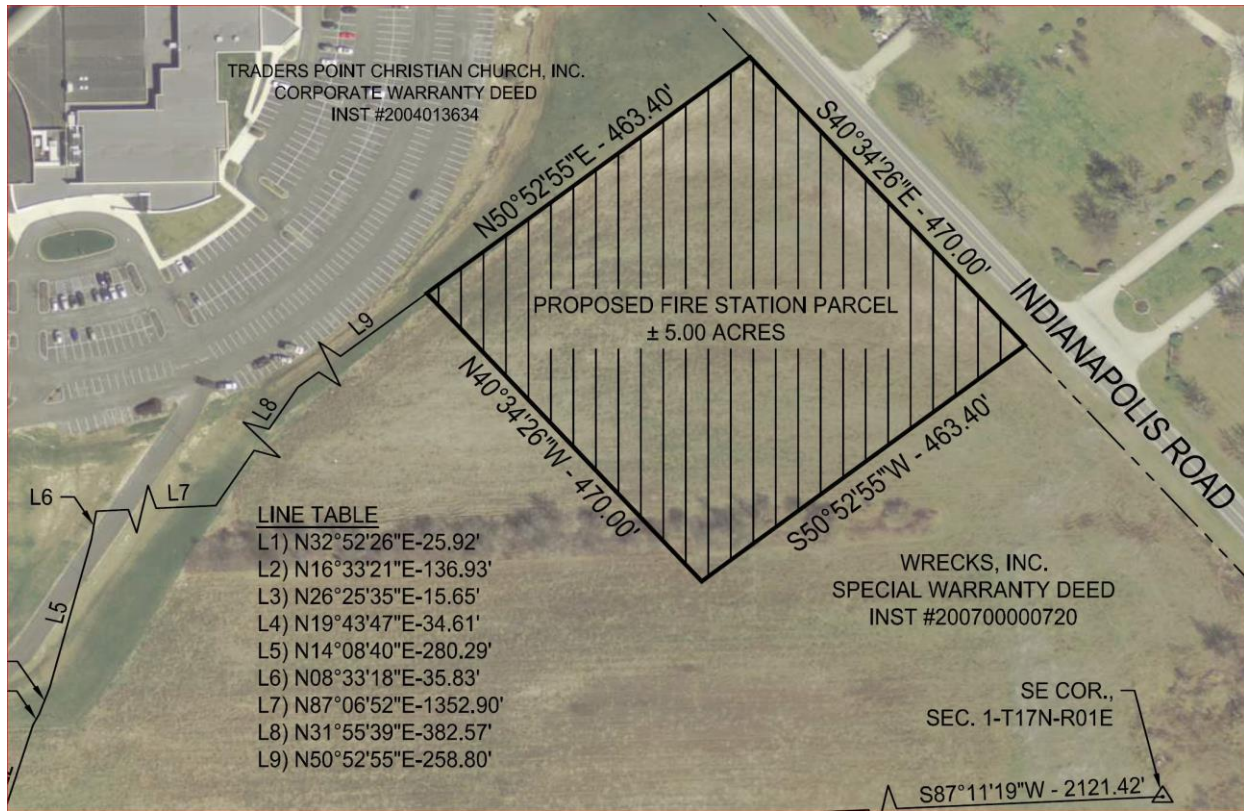 TRADERS POINT CHRISTIAN CHURCH, INC.
CORPORATE WARRANTY DEED
INST #2004013634
N50°52'55"E - 463.40'
S40°34'26"E - 470.00'
PROPOSED FIRE STATION PARCEL
± 5.00 ACRES
INDIANAPOLIS ROAD
N40°34'26"W - 470.00'
S50°52'55"W - 463.40'
L9
L8
L7
L6
L5
LINE TABLE
L1) N32°52'26"E-25.92'
L2) N16°33'21"E-136.93'
L3) N26°25'35"E-15.65'
L4) N19°43'47"E-34.61'
L5) N14°08'40"E-280.29'
L6) N08°33'18"E-35.83'
L7) N87°06'52"E-1352.90'
L8) N31°55'39"E-382.57'
L9) N50°52'55"E-258.80'
WRECKS, INC.
SPECIAL WARRANTY DEED
INST #200700000720
SE COR.,
SEC. 1-T17N-R01E
S87°11'19"W - 2121.42'